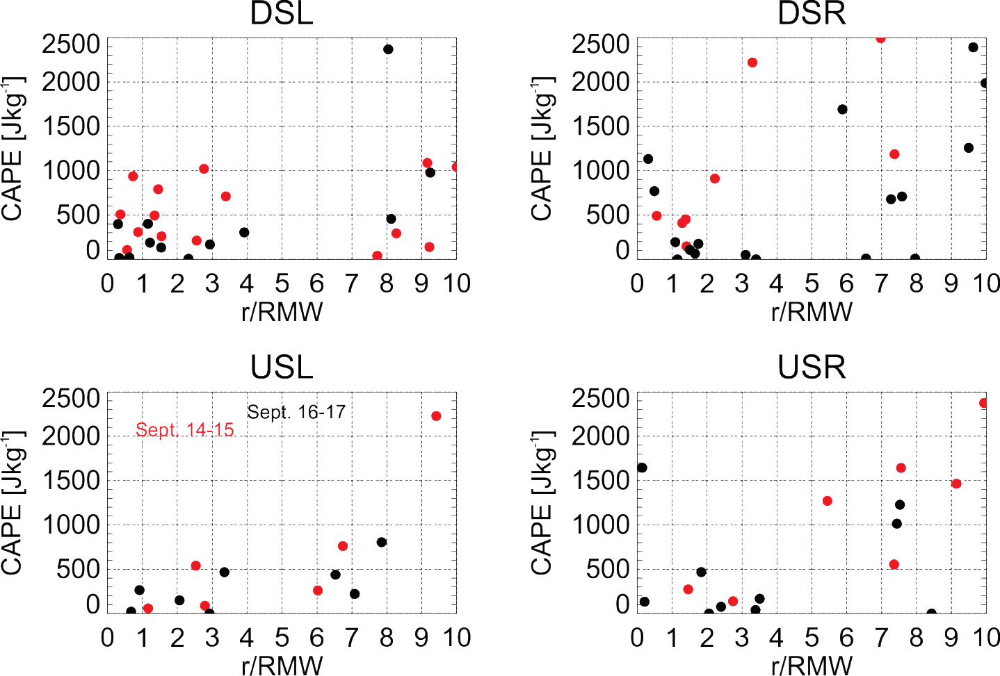 DSL
DSR
2500
2000
1500
1000
500
0
CAPE [Jkg-1]
0 1 2 3 4 5 6 7 8 9 10
r/RMW
2500
2000
1500
1000
500
0
CAPE [Jkg-1]
0 1 2 3 4 5 6 7 8 9 10
r/RMW
USL
USR
2500
2000
1500
1000
500
0
CAPE [Jkg-1]
Sept. 16-17
Sept. 14-15
0 1 2 3 4 5 6 7 8 9 10
r/RMW
2500
2000
1500
1000
500
0
CAPE [Jkg-1]
0 1 2 3 4 5 6 7 8 9 10
r/RMW